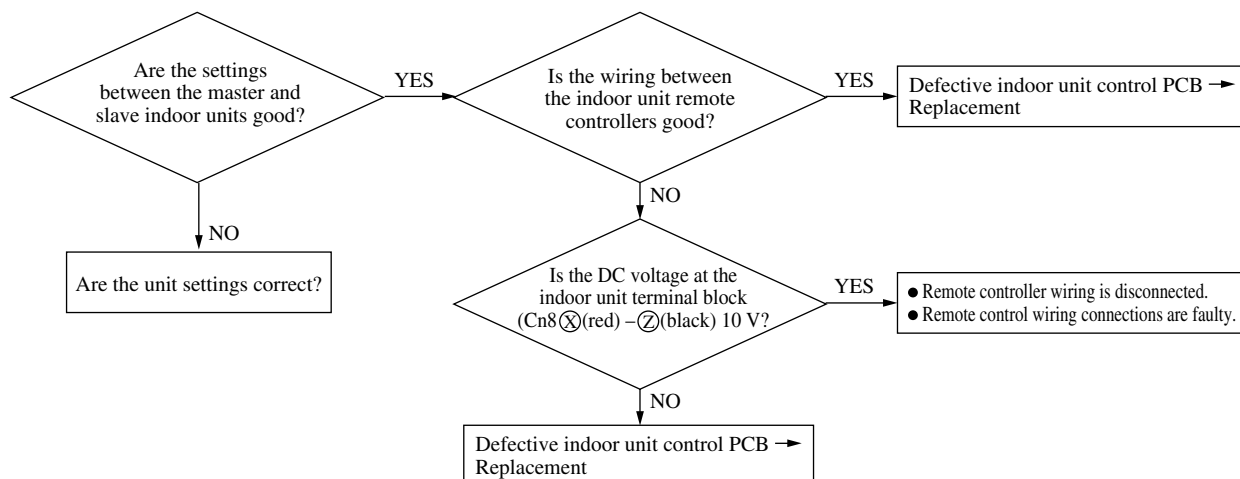 Are the settings
between the master and
slave indoor units good?
YES
Is the wiring between
the indoor unit remote
controllers good?
YES
Defective indoor unit control PCB →
Replacement
NO
Are the unit settings correct?
NO
Is the DC voltage at the
indoor unit terminal block
(Cn8 Ⓧ(red) – Ⓩ(black) 10 V?
YES
● Remote controller wiring is disconnected.
● Remote control wiring connections are faulty.
NO
Defective indoor unit control PCB →
Replacement